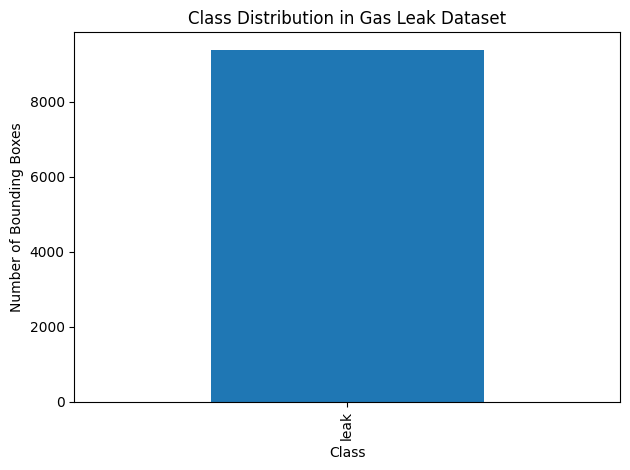 Class Distribution in Gas Leak Dataset
Number of Bounding Boxes
8000
6000
4000
2000
0
leak
Class